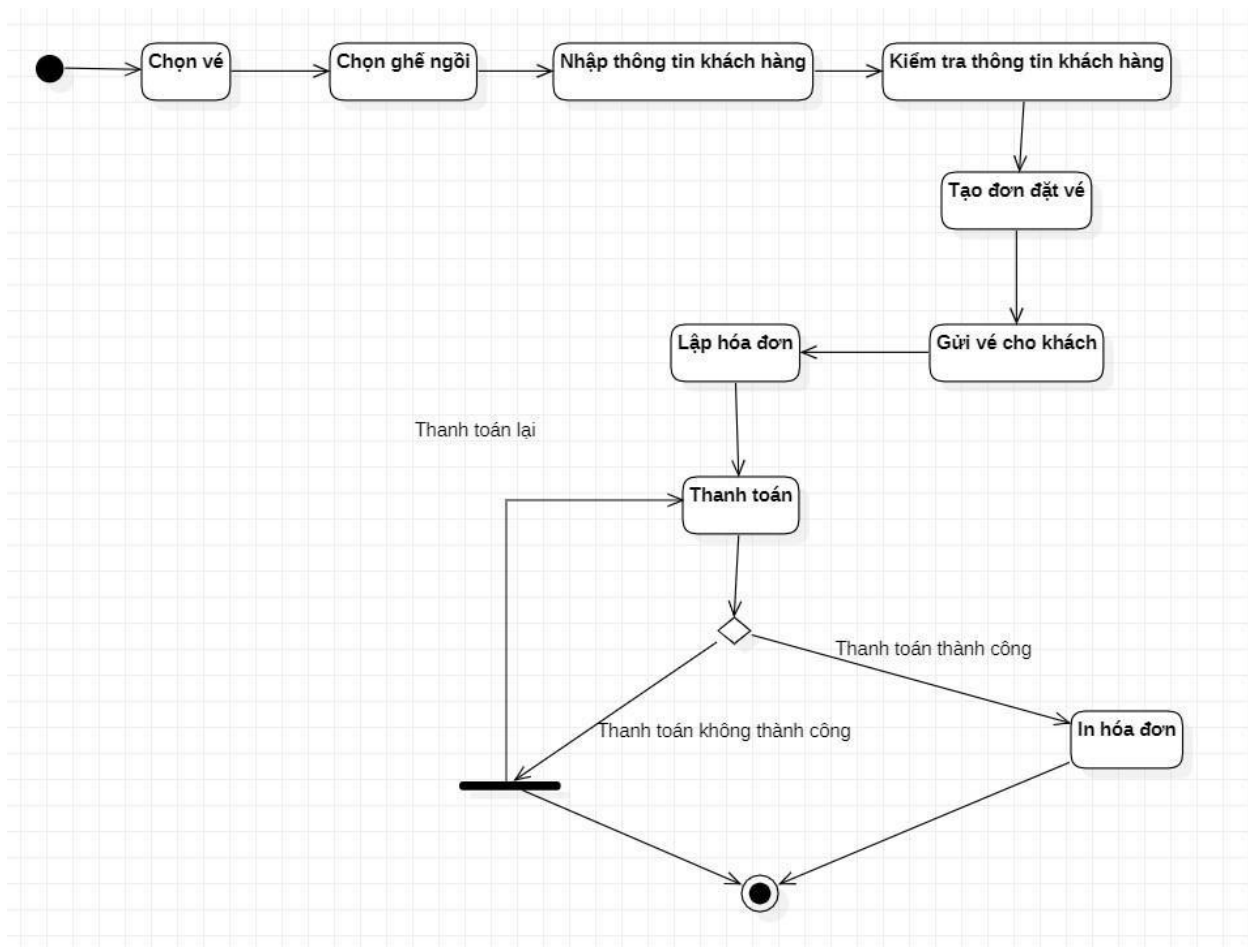 Chọn vé
Chọn ghế ngồi
Nhập thông tin khách hàng
Kiểm tra thông tin khách hàng
Tạo đơn đặt vé
Lập hóa đơn
Gửi vé cho khách
Thanh toán lại
Thanh toán
Thanh toán thành công
Thanh toán không thành công
In hóa đơn